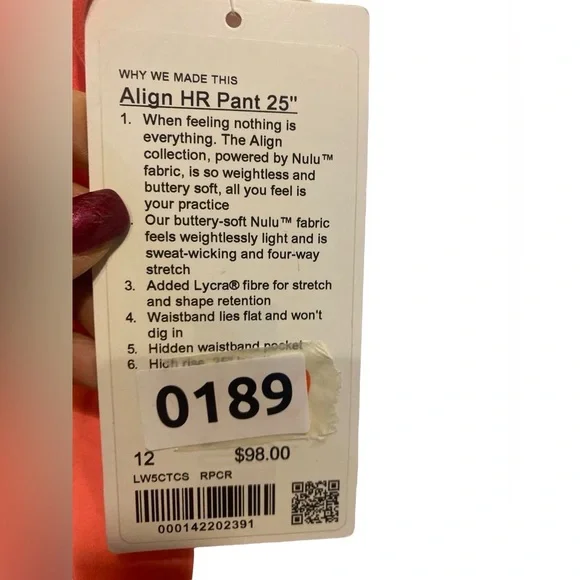 WHY WE MADE THIS
Align HR Pant 25"
1. When feeling nothing is
everything. The Align
collection, powered by Nulu™
fabric, is so weightless and
buttery soft, all you feel is
your practice
Our buttery-soft Nulu™ fabric
feels weightlessly light and is
sweat-wicking and four-way
stretch
3. Added Lycra® fibre for stretch
and shape retention
4. Waistband lies flat and won't
dig in
5. Hidden waistband pocket
6. High rise, 25"
0189
12 $98.00
LW5CTCS RPCR
000142202391